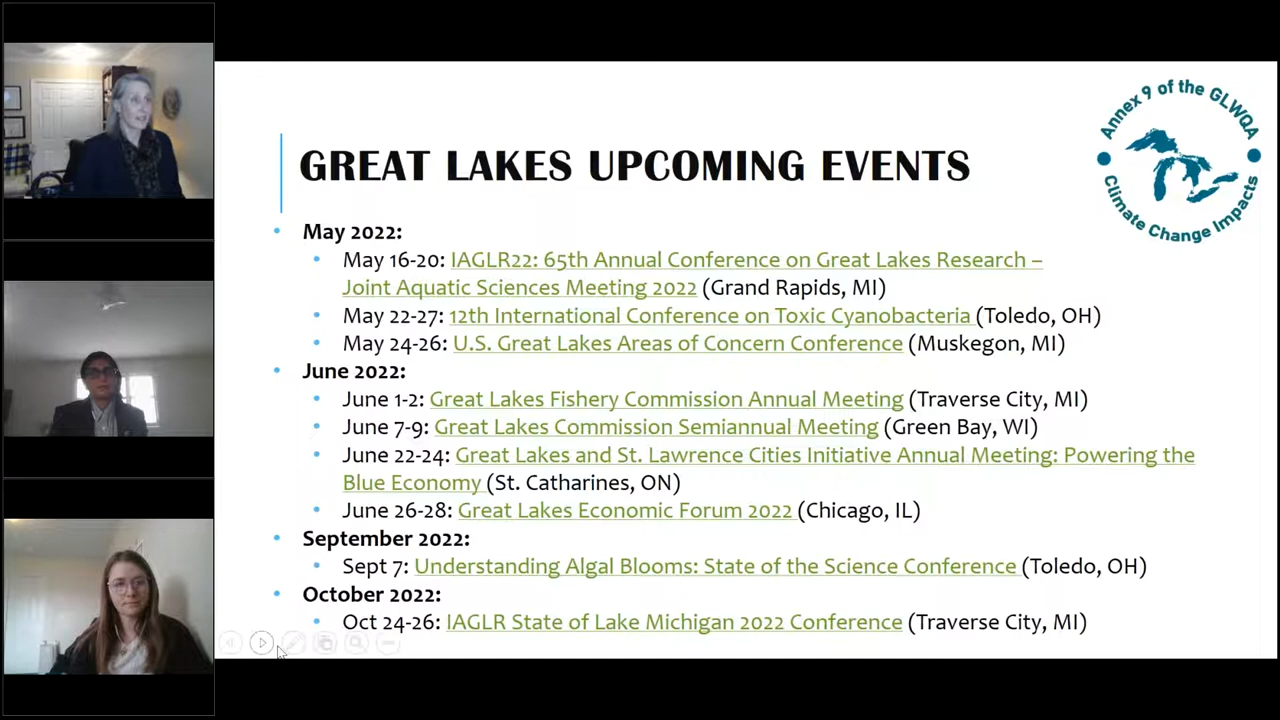 Annex 9 of the GLWQA
Climate Change Impacts
GREAT LAKES UPCOMING EVENTS
• May 2022:
• May 16-20: IAGLR22: 65th Annual Conference on Great Lakes Research –
Joint Aquatic Sciences Meeting 2022 (Grand Rapids, MI)
• May 22-27: 12th International Conference on Toxic Cyanobacteria (Toledo, OH)
• May 24-26: U.S. Great Lakes Areas of Concern Conference (Muskegon, MI)
• June 2022:
• June 1-2: Great Lakes Fishery Commission Annual Meeting (Traverse City, MI)
• June 7-9: Great Lakes Commission Semiannual Meeting (Green Bay, WI)
• June 22-24: Great Lakes and St. Lawrence Cities Initiative Annual Meeting: Powering the
Blue Economy (St. Catharines, ON)
• June 26-28: Great Lakes Economic Forum 2022 (Chicago, IL)
• September 2022:
• Sept 7: Understanding Algal Blooms: State of the Science Conference (Toledo, OH)
• October 2022:
• Oct 24-26: IAGLR State of Lake Michigan 2022 Conference (Traverse City, MI)